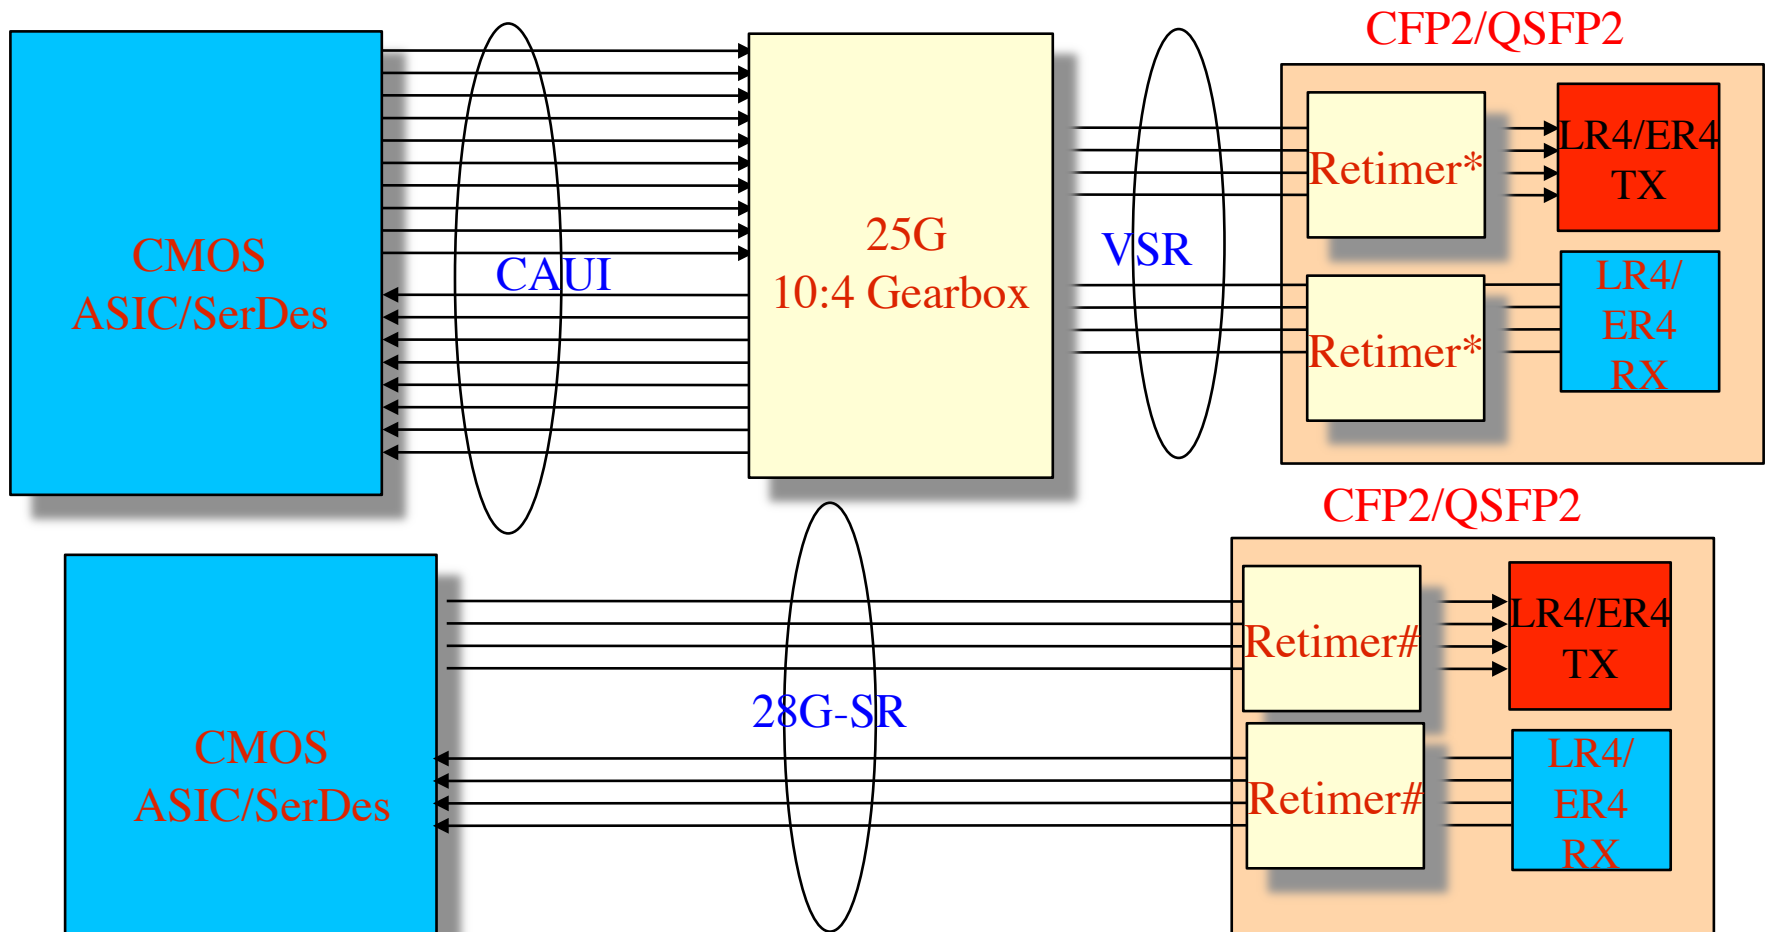 CFP2/QSFP2
CMOS
ASIC/SerDes
CAUI
25G
10:4 Gearbox
VSR
Retimer*
LR4/ER4
TX
Retimer*
LR4/
ER4
RX
CFP2/QSFP2
CMOS
ASIC/SerDes
28G-SR
Retimer#
LR4/ER4
TX
Retimer#
LR4/
ER4
RX